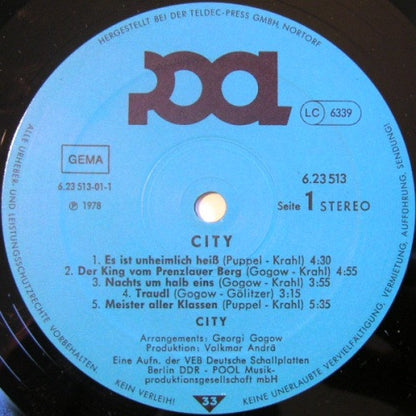 HERGESTELLT BEI DER TELDEC-PRESS GMBH, NORTORF
POOL
LC 6339
GEMA
6.23 513-01-1
Ⓟ 1978
6.23 513
Seite 1 STEREO
CITY
1. Es ist unheimlich heiß (Puppel - Krahl) 4:30
2. Der King vom Prenzlauer Berg (Gogow - Krahl) 4:55
3. Nachts um halb eins (Gogow - Krahl) 3:55
4. Traudl (Gogow - Gölitzer) 3:15
5. Meister aller Klassen (Puppel - Krahl) 5:35
CITY
Arrangements: Georgi Gogow
Produktion: Volkmar Andrä
Eine Aufn. der VEB Deutsche Schallplatten
Berlin DDR - POOL Musik-
produktionsgesellschaft mbH
33
ALLE URHEBER- UND LEISTUNGSSCHUTZRECHTE VORBEHALTEN.
KEIN VERLEIH! KEINE UNERLAUBTE VERVIELFÄLTIGUNG, VERMIETUNG, AUFFÜHRUNG, SENDUNG!